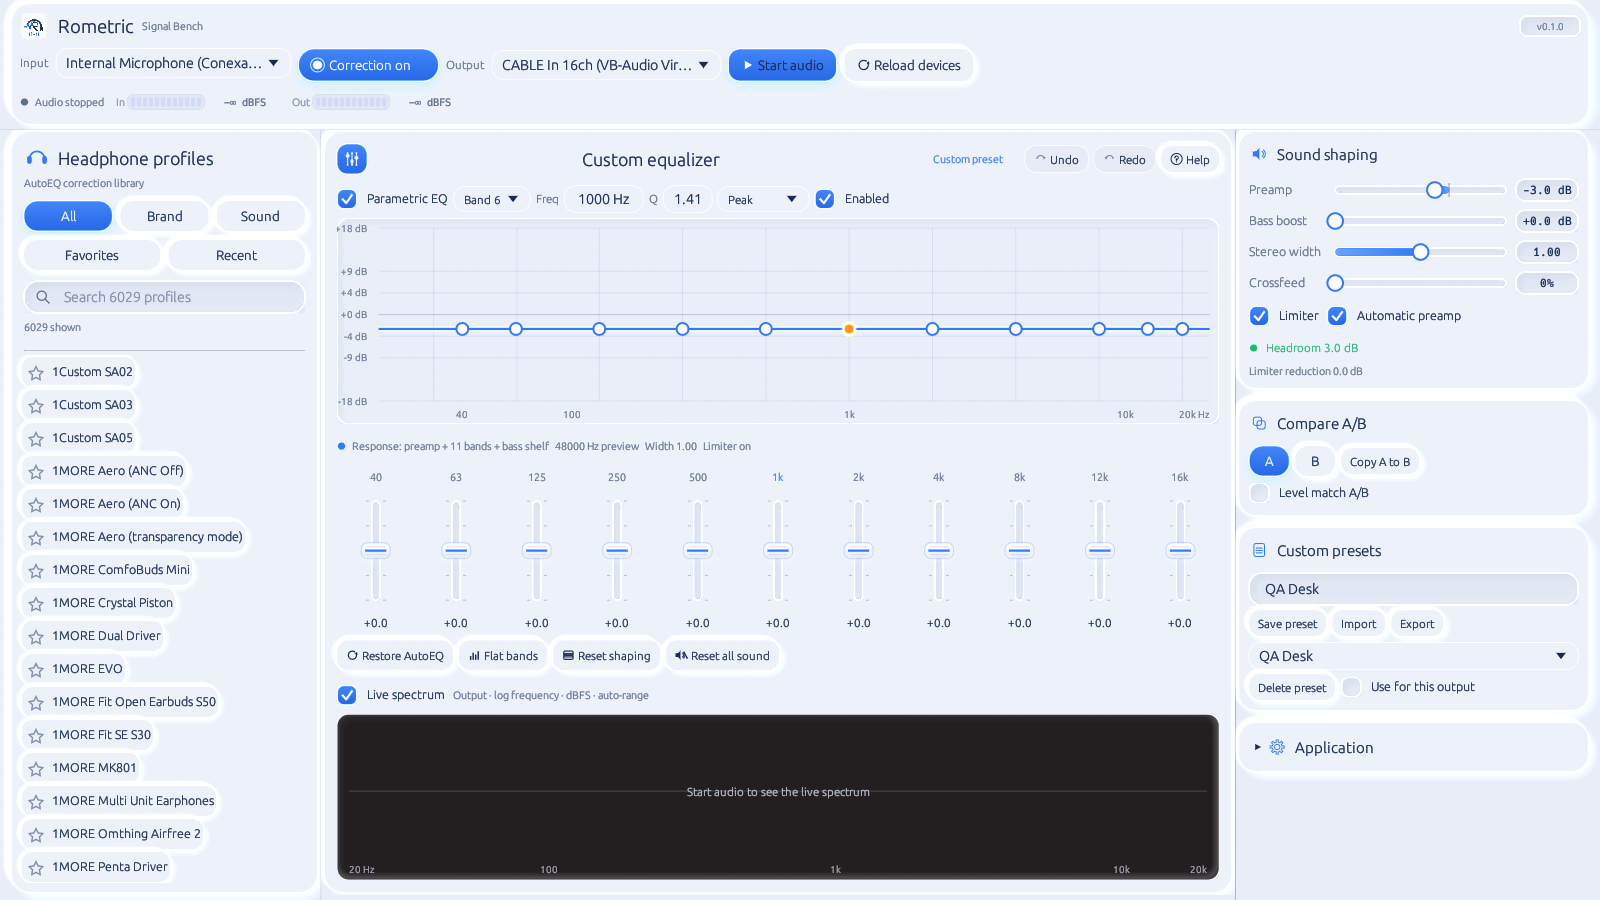 Rometric Signal Bench
v0.1.0
Input Internal Microphone (Conexa... Correction on Output CABLE In 16ch (VB-Audio Vir... Start audio Reload devices
Audio stopped In -∞ dBFS Out -∞ dBFS
Headphone profiles
AutoEQ correction library
All Brand Sound
Favorites Recent
Search 6029 profiles
6029 shown
1Custom SA02
1Custom SA03
1Custom SA05
1MORE Aero (ANC Off)
1MORE Aero (ANC On)
1MORE Aero (transparency mode)
1MORE ComfoBuds Mini
1MORE Crystal Piston
1MORE Dual Driver
1MORE EVO
1MORE Fit Open Earbuds S50
1MORE Fit SE S30
1MORE MK801
1MORE Multi Unit Earphones
1MORE Omthing Airfree 2
1MORE Penta Driver
Custom equalizer Custom preset Undo Redo Help
Parametric EQ Band 6 Freq 1000 Hz Q 1.41 Peak Enabled
+18 dB
+9 dB
+4 dB
+0 dB
-4 dB
-9 dB
-18 dB
40 100 1k 10k 20k Hz
Response: preamp + 11 bands + bass shelf 48000 Hz preview Width 1.00 Limiter on
40 63 125 250 500 1k 2k 4k 8k 12k 16k
+0.0 +0.0 +0.0 +0.0 +0.0 +0.0 +0.0 +0.0 +0.0 +0.0 +0.0
Restore AutoEQ Flat bands Reset shaping Reset all sound
Live spectrum Output · log frequency · dBFS · auto-range
Start audio to see the live spectrum
20 Hz 100 1k 10k 20k
Sound shaping
Preamp -3.0 dB
Bass boost +0.0 dB
Stereo width 1.00
Crossfeed 0%
Limiter Automatic preamp
Headroom 3.0 dB
Limiter reduction 0.0 dB
Compare A/B
A B Copy A to B
Level match A/B
Custom presets
QA Desk
Save preset Import Export
QA Desk
Delete preset Use for this output
Application